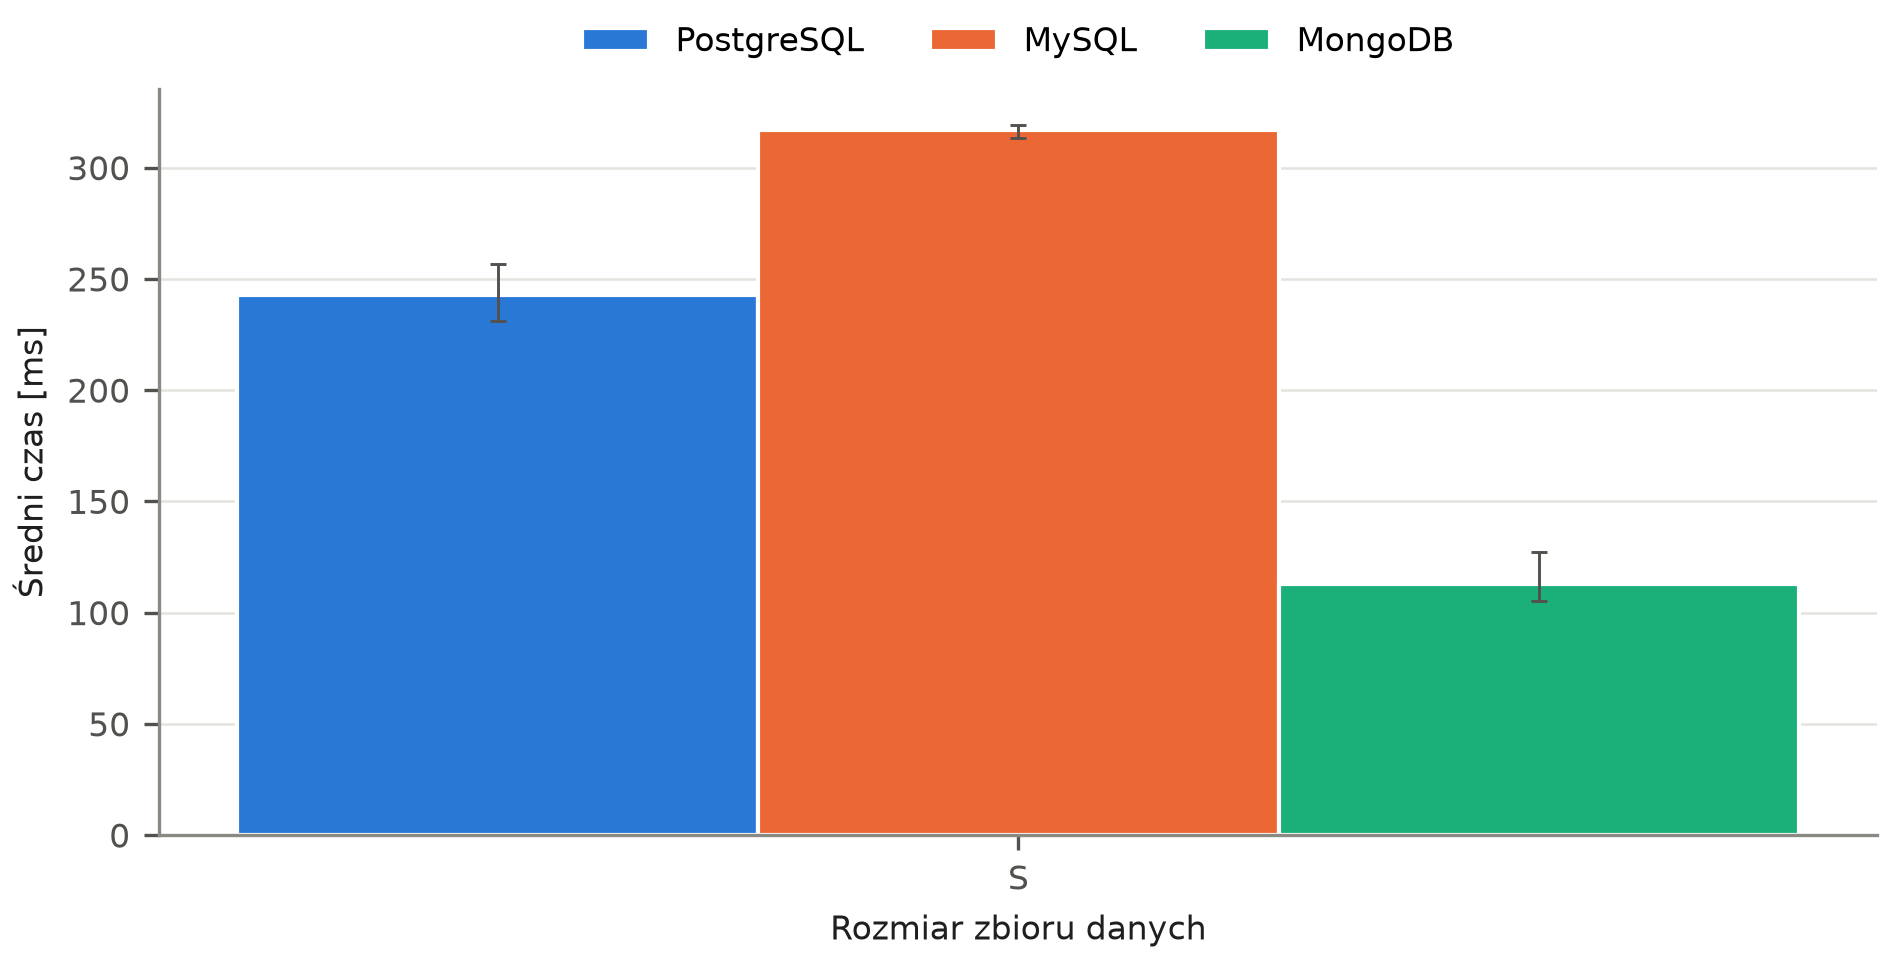 PostgreSQL MySQL MongoDB
Średni czas [ms]
300
250
200
150
100
50
0
S
Rozmiar zbioru danych